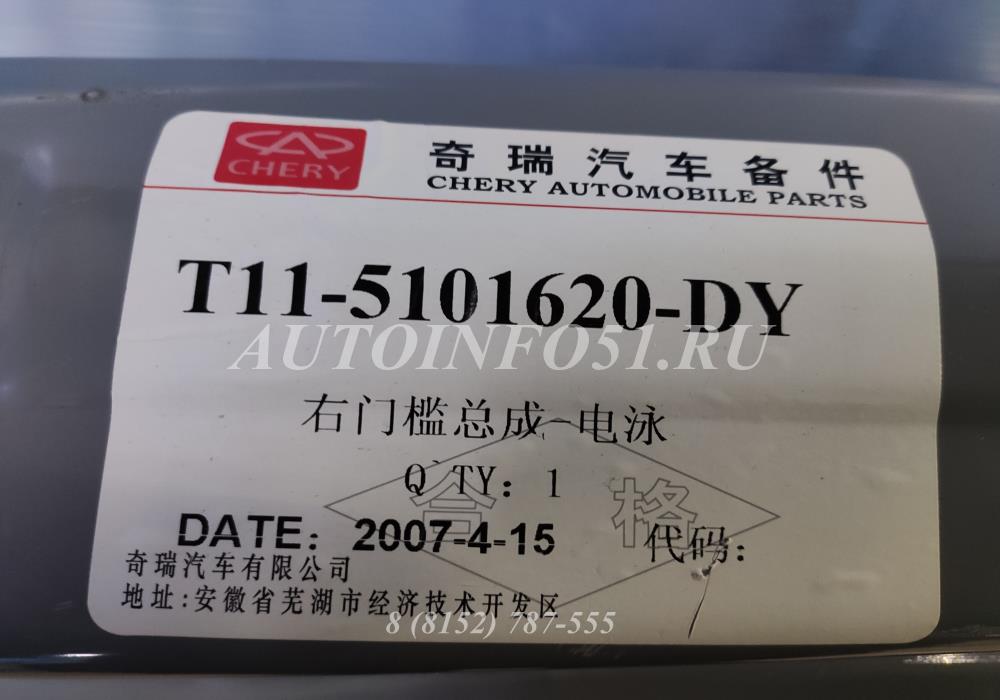 CHERY
奇瑞汽车备件
CHERY AUTOMOBILE PARTS
T11-5101620-DY
AUTOINFO51.RU
右门槛总成-电泳
Q`TY: 1
合格
DATE: 2007-4-15 代码:
奇瑞汽车有限公司
地址:安徽省芜湖市经济技术开发区
8 (8152) 787-555